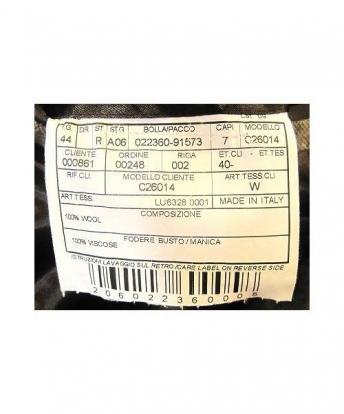 TG. DR ST STG BOLLA/PACCO CAPI MODELLO
44 R A06 022360-91573 7 C26014
CLIENTE ORDINE RIGA ET.CLI - ET.TES
000861 00248 002 40-
RIF.CLI. MODELLO CLIENTE ART.TESS.CLI
C26014 W
ART.TESS. LU6328 0001 MADE IN ITALY
COMPOSIZIONE
100% WOOL
FODERE BUSTO / MANICA
100% VISCOSE
ISTRUZIONI LAVAGGIO SUL RETRO /CARE LABEL ON REVERSE SIDE